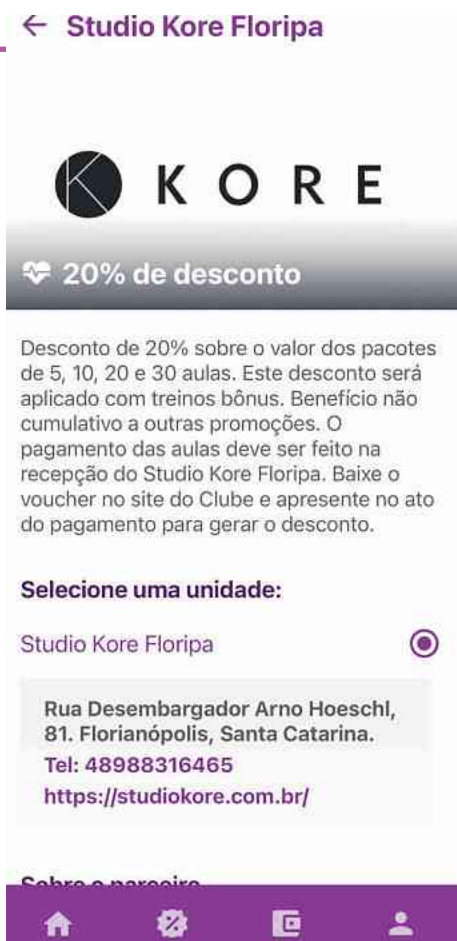 ← Studio Kore Floripa
K KORE
20% de desconto
Desconto de 20% sobre o valor dos pacotes
de 5, 10, 20 e 30 aulas. Este desconto será
aplicado com treinos bônus. Benefício não
cumulativo a outras promoções. O
pagamento das aulas deve ser feito na
recepção do Studio Kore Floripa. Baixe o
voucher no site do Clube e apresente no ato
do pagamento para gerar o desconto.
Selecione uma unidade:
Studio Kore Floripa
Rua Desembargador Arno Hoeschl,
81. Florianópolis, Santa Catarina.
Tel: 48988316465
https://studiokore.com.br/
Sobre o parceiro